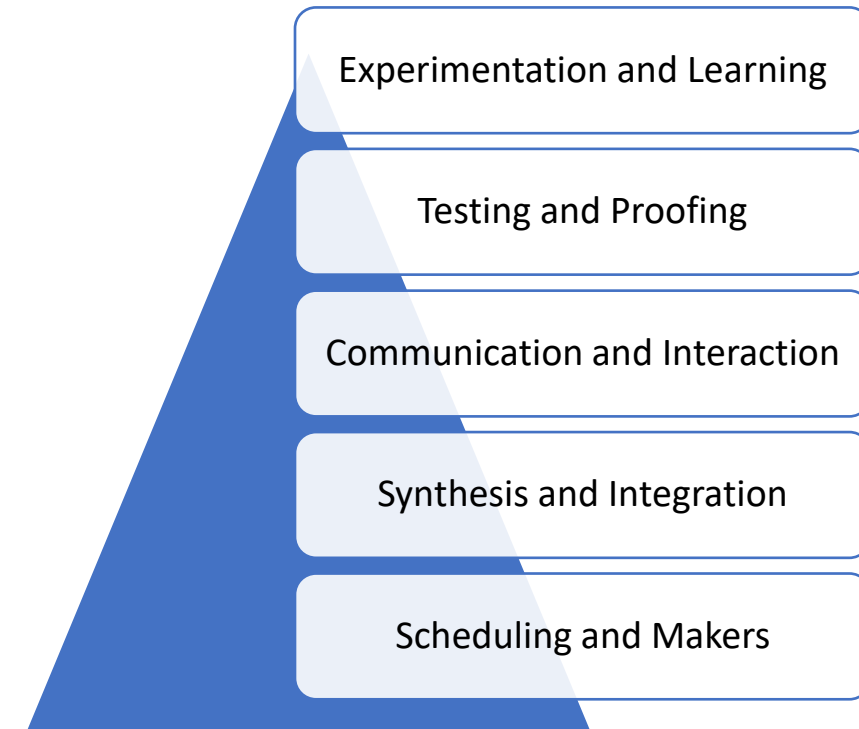 Experimentation and Learning
Testing and Proofing
Communication and Interaction
Synthesis and Integration
Scheduling and Makers